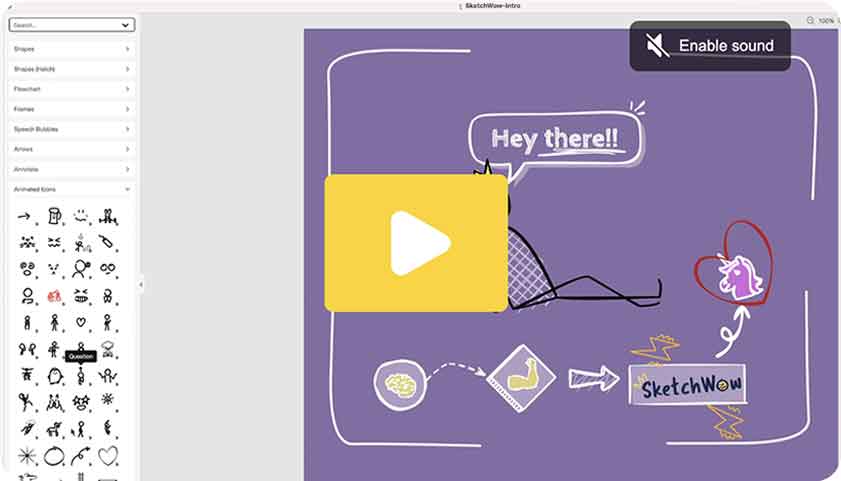 SketchWow-Intro
Search...
100%
Shapes
Shapes (Hatch)
Flowchart
Frames
Speech Bubbles
Arrows
Annotate
Animated Icons
Question
Enable sound
Hey there!!
SketchWow